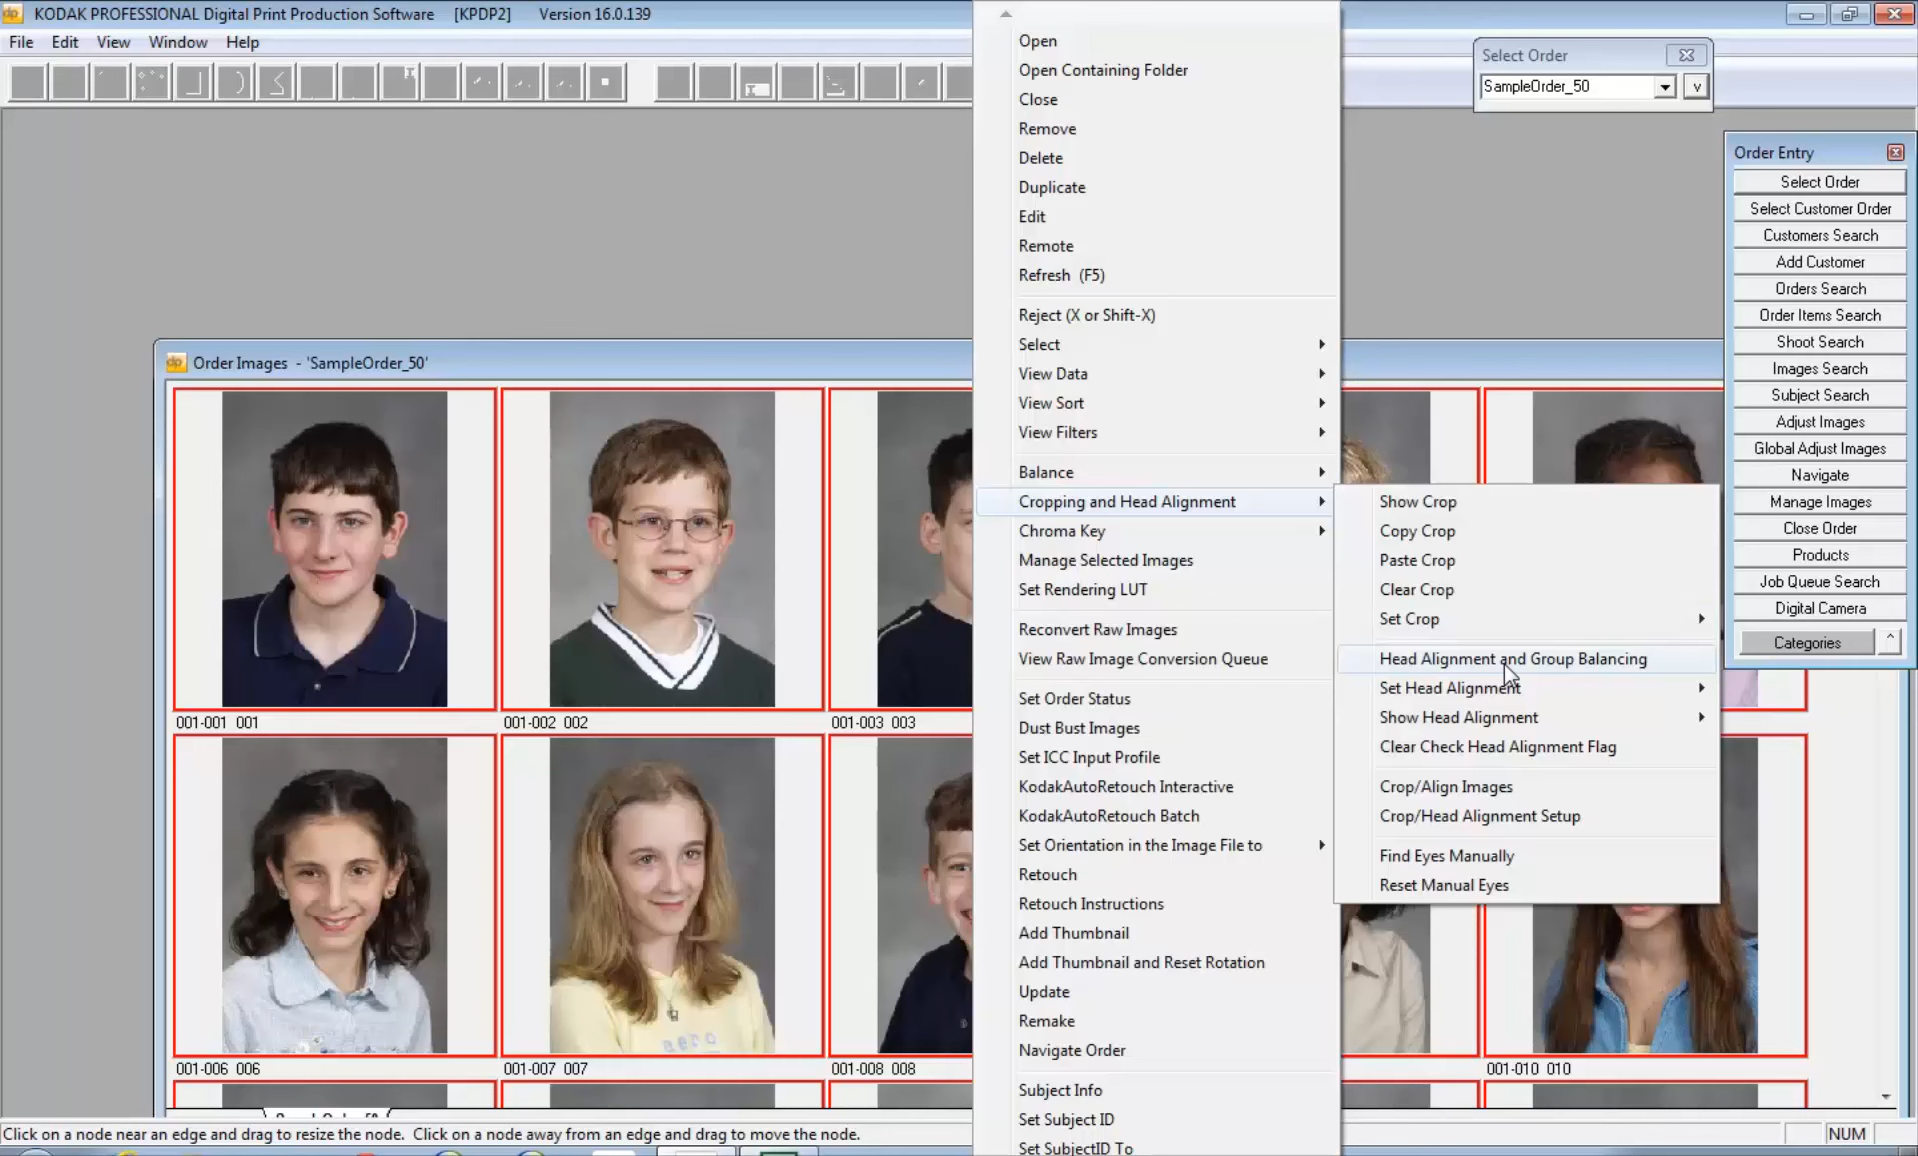 KODAK PROFESSIONAL Digital Print Production Software [KPDP2] Version 16.0.139
File Edit View Window Help
Select Order
SampleOrder_50
v
Order Entry
Select Order
Select Customer Order
Customers Search
Add Customer
Orders Search
Order Items Search
Shoot Search
Images Search
Subject Search
Adjust Images
Global Adjust Images
Navigate
Manage Images
Close Order
Products
Job Queue Search
Digital Camera
Categories
Open
Open Containing Folder
Close
Remove
Delete
Duplicate
Edit
Remote
Refresh (F5)
Reject (X or Shift-X)
Select
View Data
View Sort
View Filters
Balance
Cropping and Head Alignment
Chroma Key
Manage Selected Images
Set Rendering LUT
Reconvert Raw Images
View Raw Image Conversion Queue
Set Order Status
Dust Bust Images
Set ICC Input Profile
KodakAutoRetouch Interactive
KodakAutoRetouch Batch
Set Orientation in the Image File to
Retouch
Retouch Instructions
Add Thumbnail
Add Thumbnail and Reset Rotation
Update
Remake
Navigate Order
Subject Info
Set Subject ID
Set SubjectID To
Show Crop
Copy Crop
Paste Crop
Clear Crop
Set Crop
Head Alignment and Group Balancing
Set Head Alignment
Show Head Alignment
Clear Check Head Alignment Flag
Crop/Align Images
Crop/Head Alignment Setup
Find Eyes Manually
Reset Manual Eyes
dp Order Images - 'SampleOrder_50'
001-001 001
001-002 002
001-003 003
001-006 006
001-007 007
001-008 008
001-010 010
Click on a node near an edge and drag to resize the node. Click on a node away from an edge and drag to move the node.
NUM